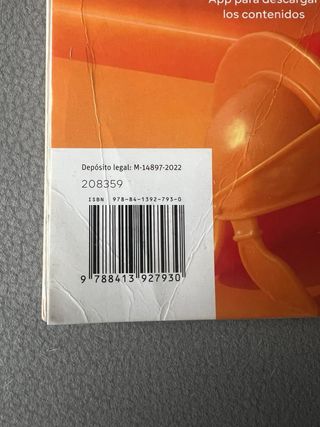 App para descargar
los contenidos
Depósito legal: M-14897-2022
208359
ISBN 978-84-1392-793-0
9 788413 927930